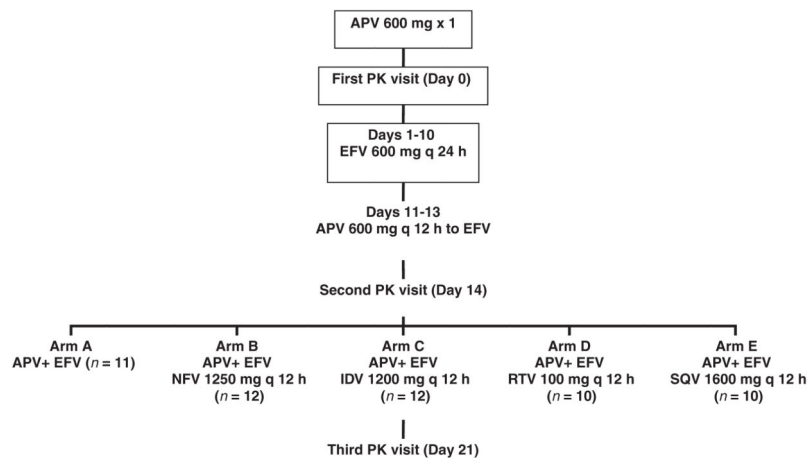 APV 600 mg x 1
First PK visit (Day 0)
Days 1-10
EFV 600 mg q 24 h
Days 11-13
APV 600 mg q 12 h to EFV
Second PK visit (Day 14)
Arm A
APV+ EFV (n = 11)
Arm B
APV+ EFV
NFV 1250 mg q 12 h
(n = 12)
Arm C
APV+ EFV
IDV 1200 mg q 12 h
(n = 12)
Arm D
APV+ EFV
RTV 100 mg q 12 h
(n = 10)
Arm E
APV+ EFV
SQV 1600 mg q 12 h
(n = 10)
Third PK visit (Day 21)